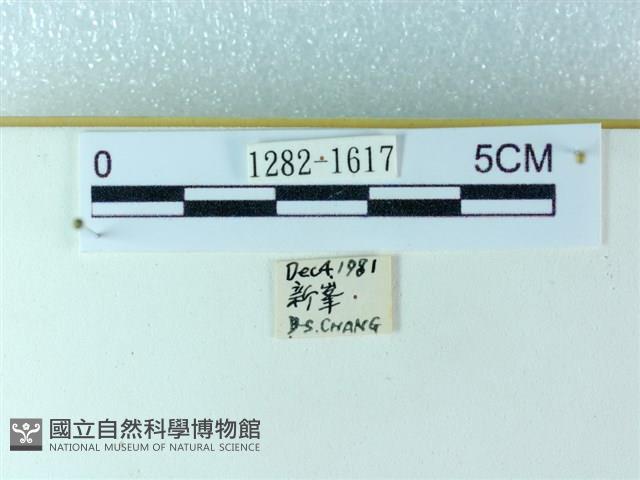 0 1282-1617 5CM
Dec.4.1981
新峯
B-S.CHANG
國立自然科學博物館
NATIONAL MUSEUM OF NATURAL SCIENCE